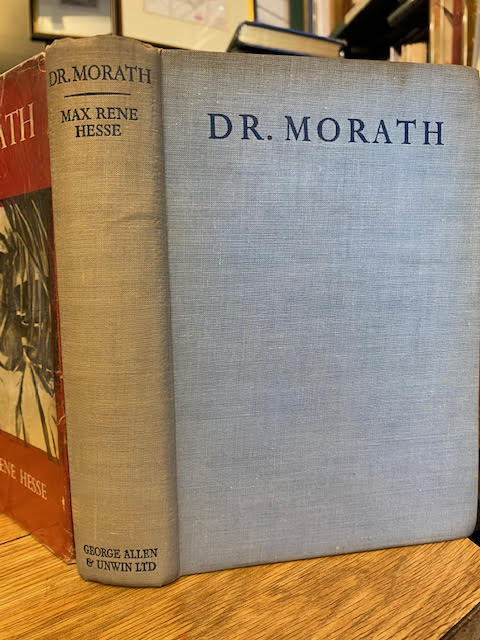 DR. MORATH
MAX RENE
HESSE
GEORGE ALLEN
& UNWIN LTD
DR. MORATH
ATH
ENE HESSE